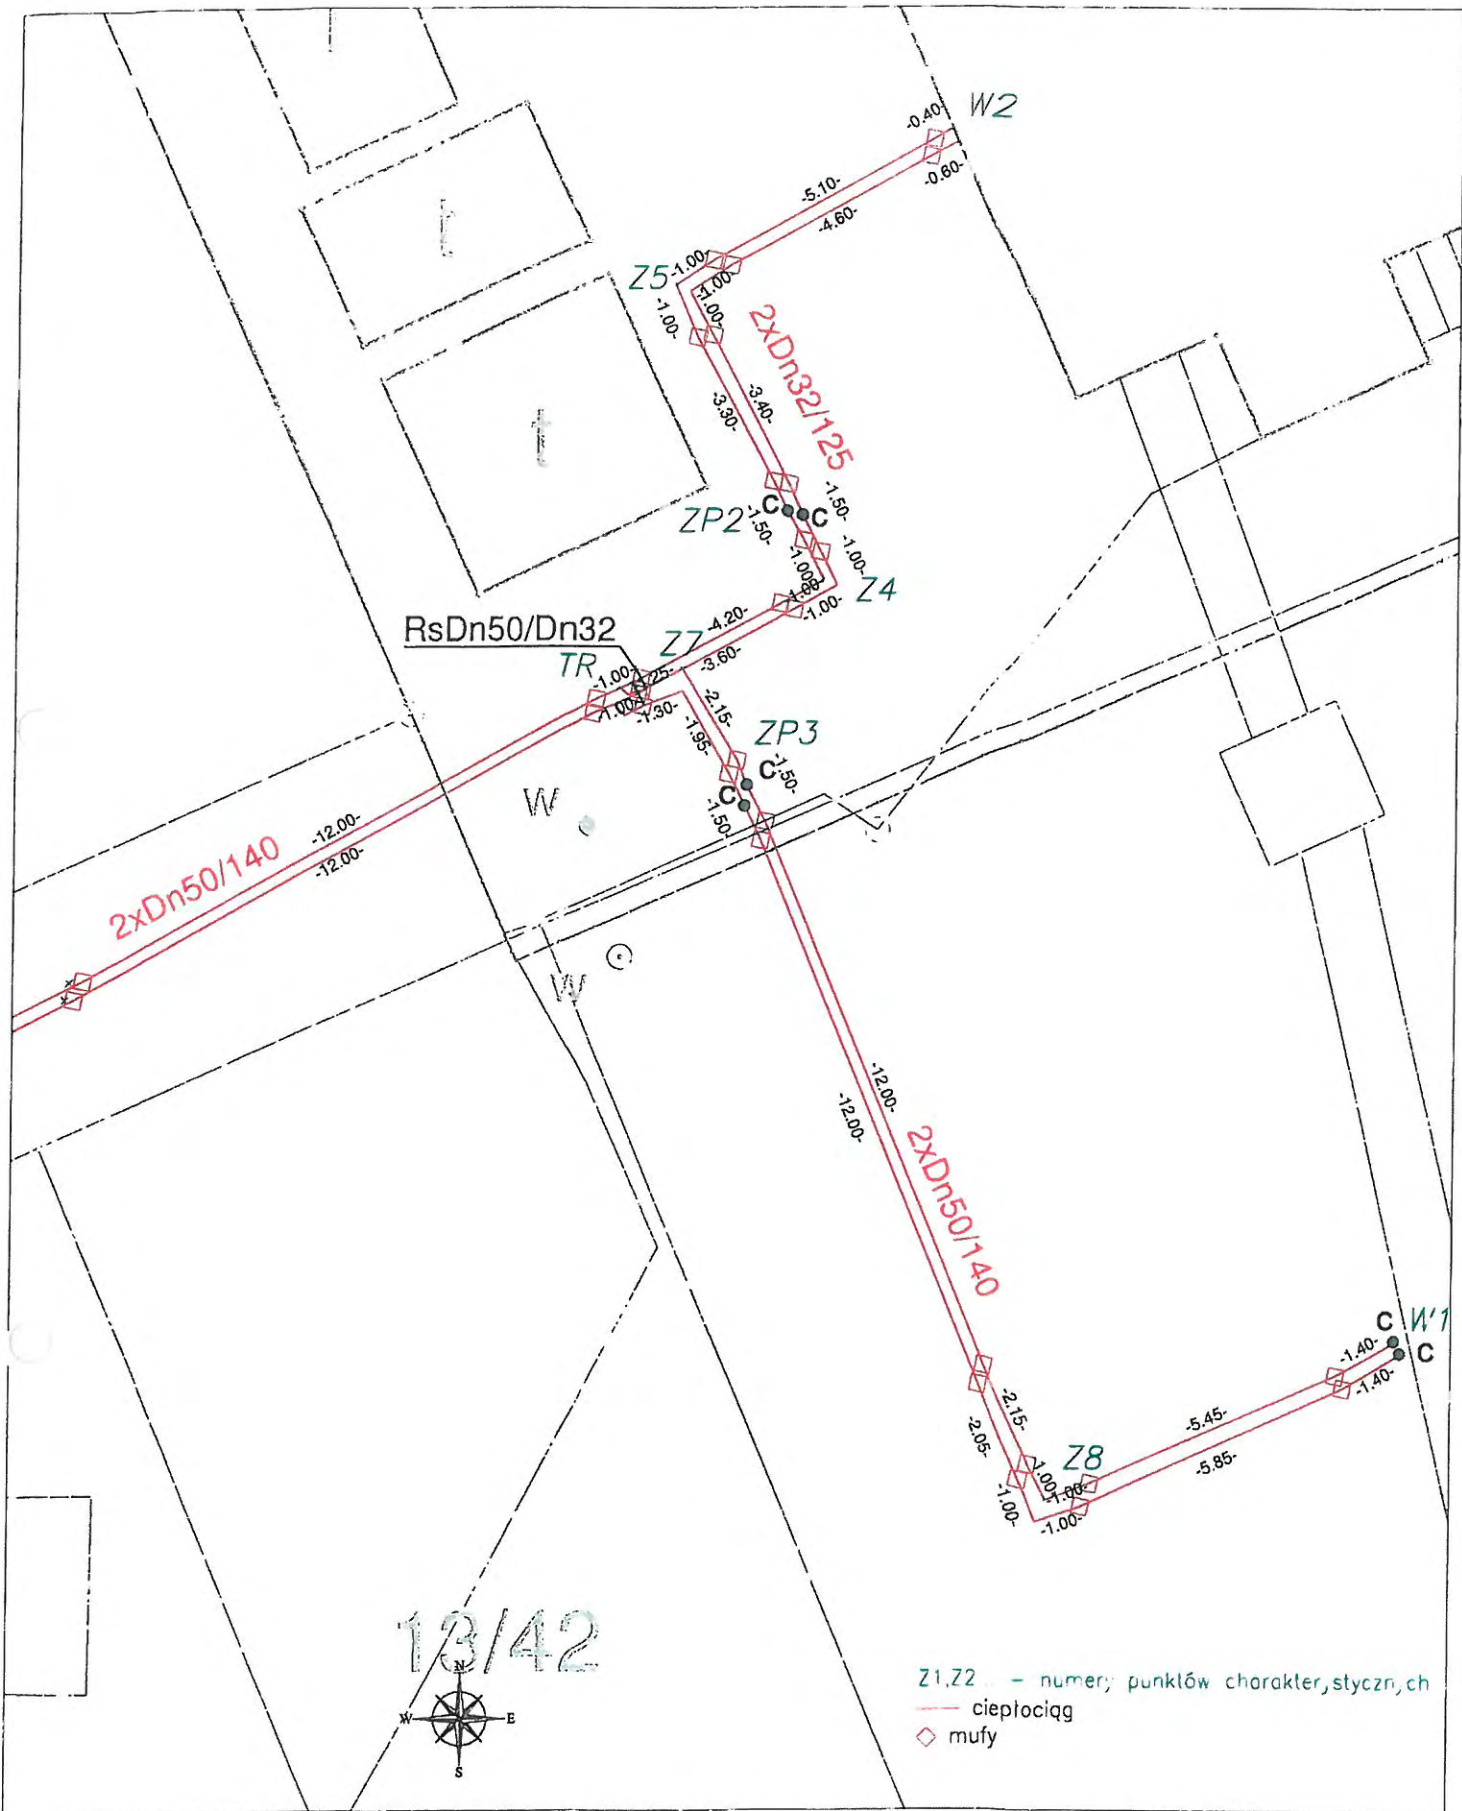 W2
-0.40-
-0.60-
-5.10-
-4.60-
t
Z5
-1.00-
-1.00-
-1.00-
-1.00-
2xDn32/125
-3.40-
-3.30-
t
ZP2
C
C
-1.50-
-1.50-
-1.00-
-1.00-
Z4
-1.00-
-1.00-
-4.20-
-3.60-
RsDn50/Dn32
TR
Z7
-1.00-
-1.00-
-1.30-
-2.15-
-1.95-
ZP3
C
-1.50-
C
-1.50-
W
-12.00-
-12.00-
2xDn50/140
W
-12.00-
-12.00-
2xDn50/140
C
W1
C
-1.40-
-1.40-
-2.15-
-2.05-
-5.45-
-5.85-
Z8
-1.00-
-1.00-
-1.00-
-1.00-
13/42
N
W
E
S
Z1,Z2 .. - numery punktów charakterystycznych
ciepłociąg
mufy